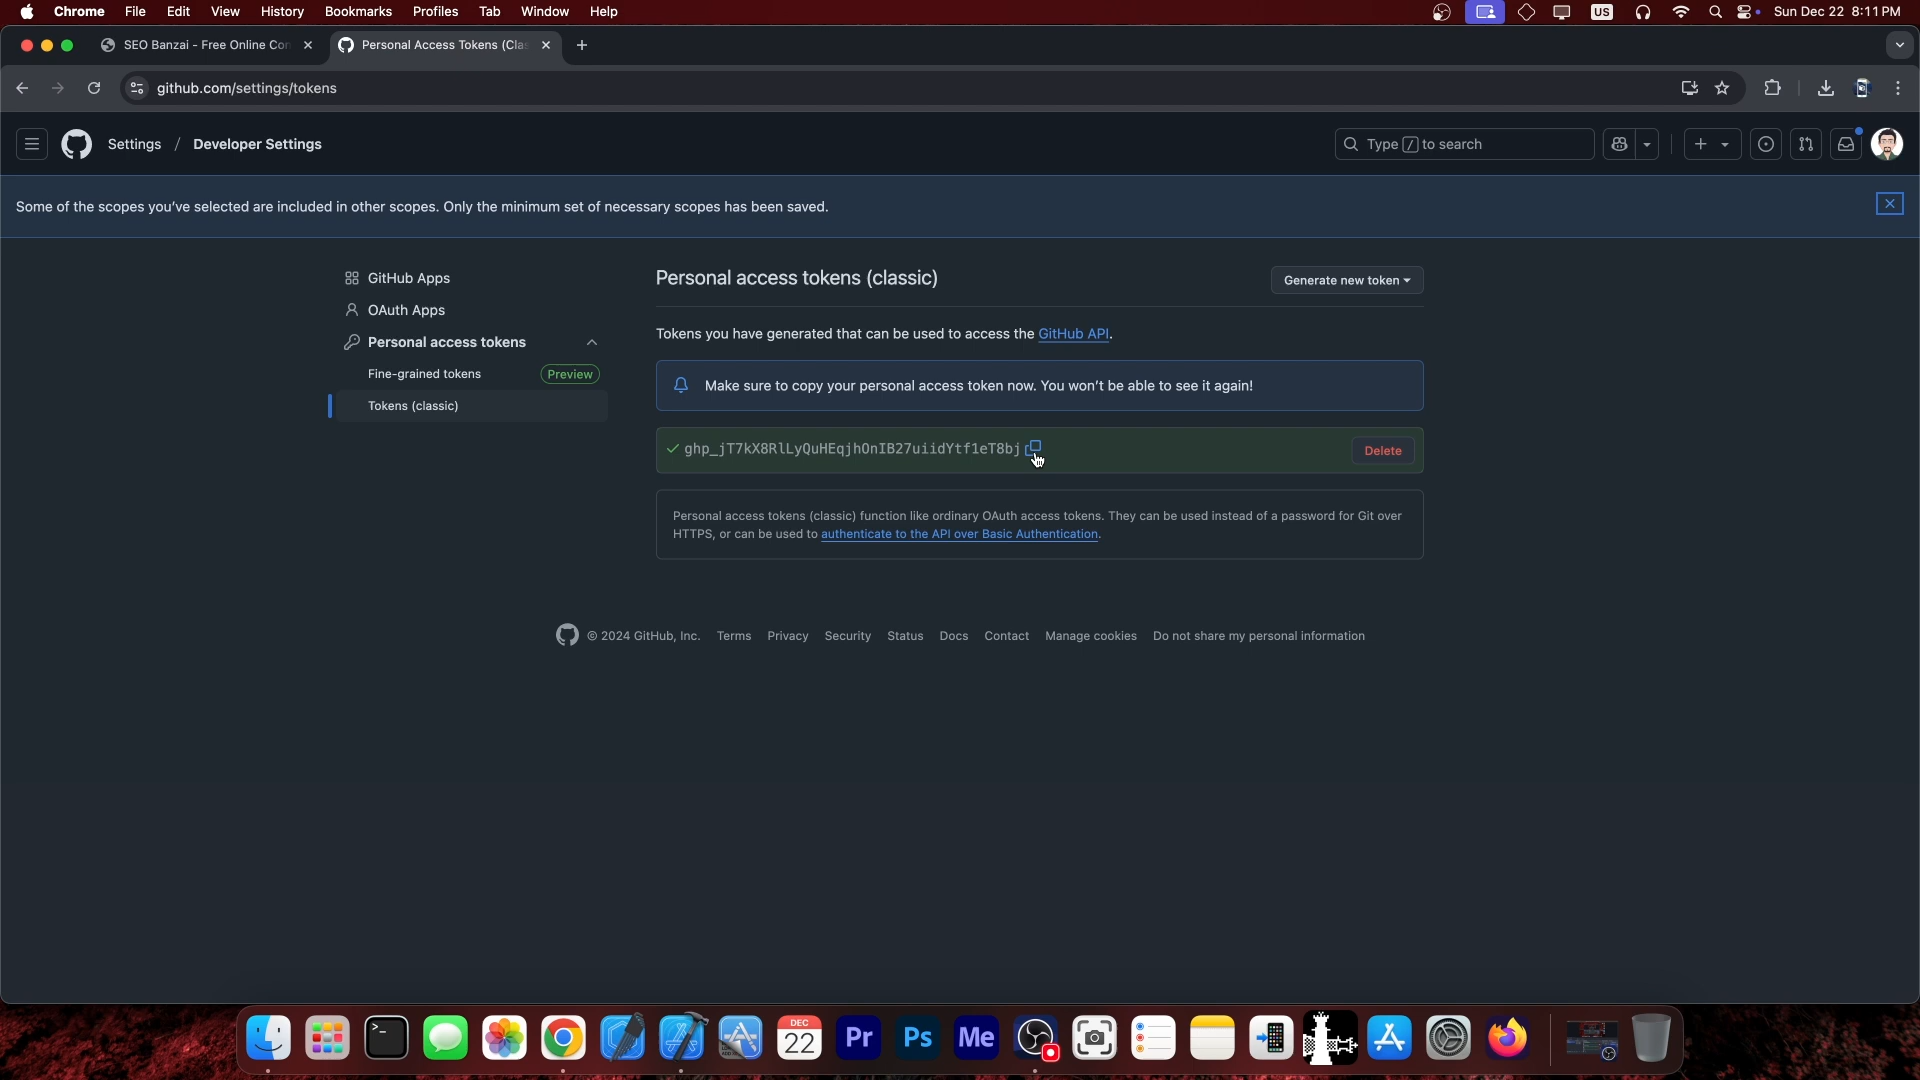 Chrome File Edit View History Bookmarks Profiles Tab Window Help US Sun Dec 22 8:11 PM
SEO Banzai - Free Online Con Personal Access Tokens (Clas
github.com/settings/tokens
Settings / Developer Settings Type / to search
Some of the scopes you've selected are included in other scopes. Only the minimum set of necessary scopes has been saved.
GitHub Apps
OAuth Apps
Personal access tokens
Fine-grained tokens Preview
Tokens (classic)
Personal access tokens (classic) Generate new token
Tokens you have generated that can be used to access the GitHub API.
Make sure to copy your personal access token now. You won't be able to see it again!
Delete
Personal access tokens (classic) function like ordinary OAuth access tokens. They can be used instead of a password for Git over
HTTPS, or can be used to authenticate to the API over Basic Authentication.
© 2024 GitHub, Inc. Terms Privacy Security Status Docs Contact Manage cookies Do not share my personal information
DEC
22
Pr Ps Me